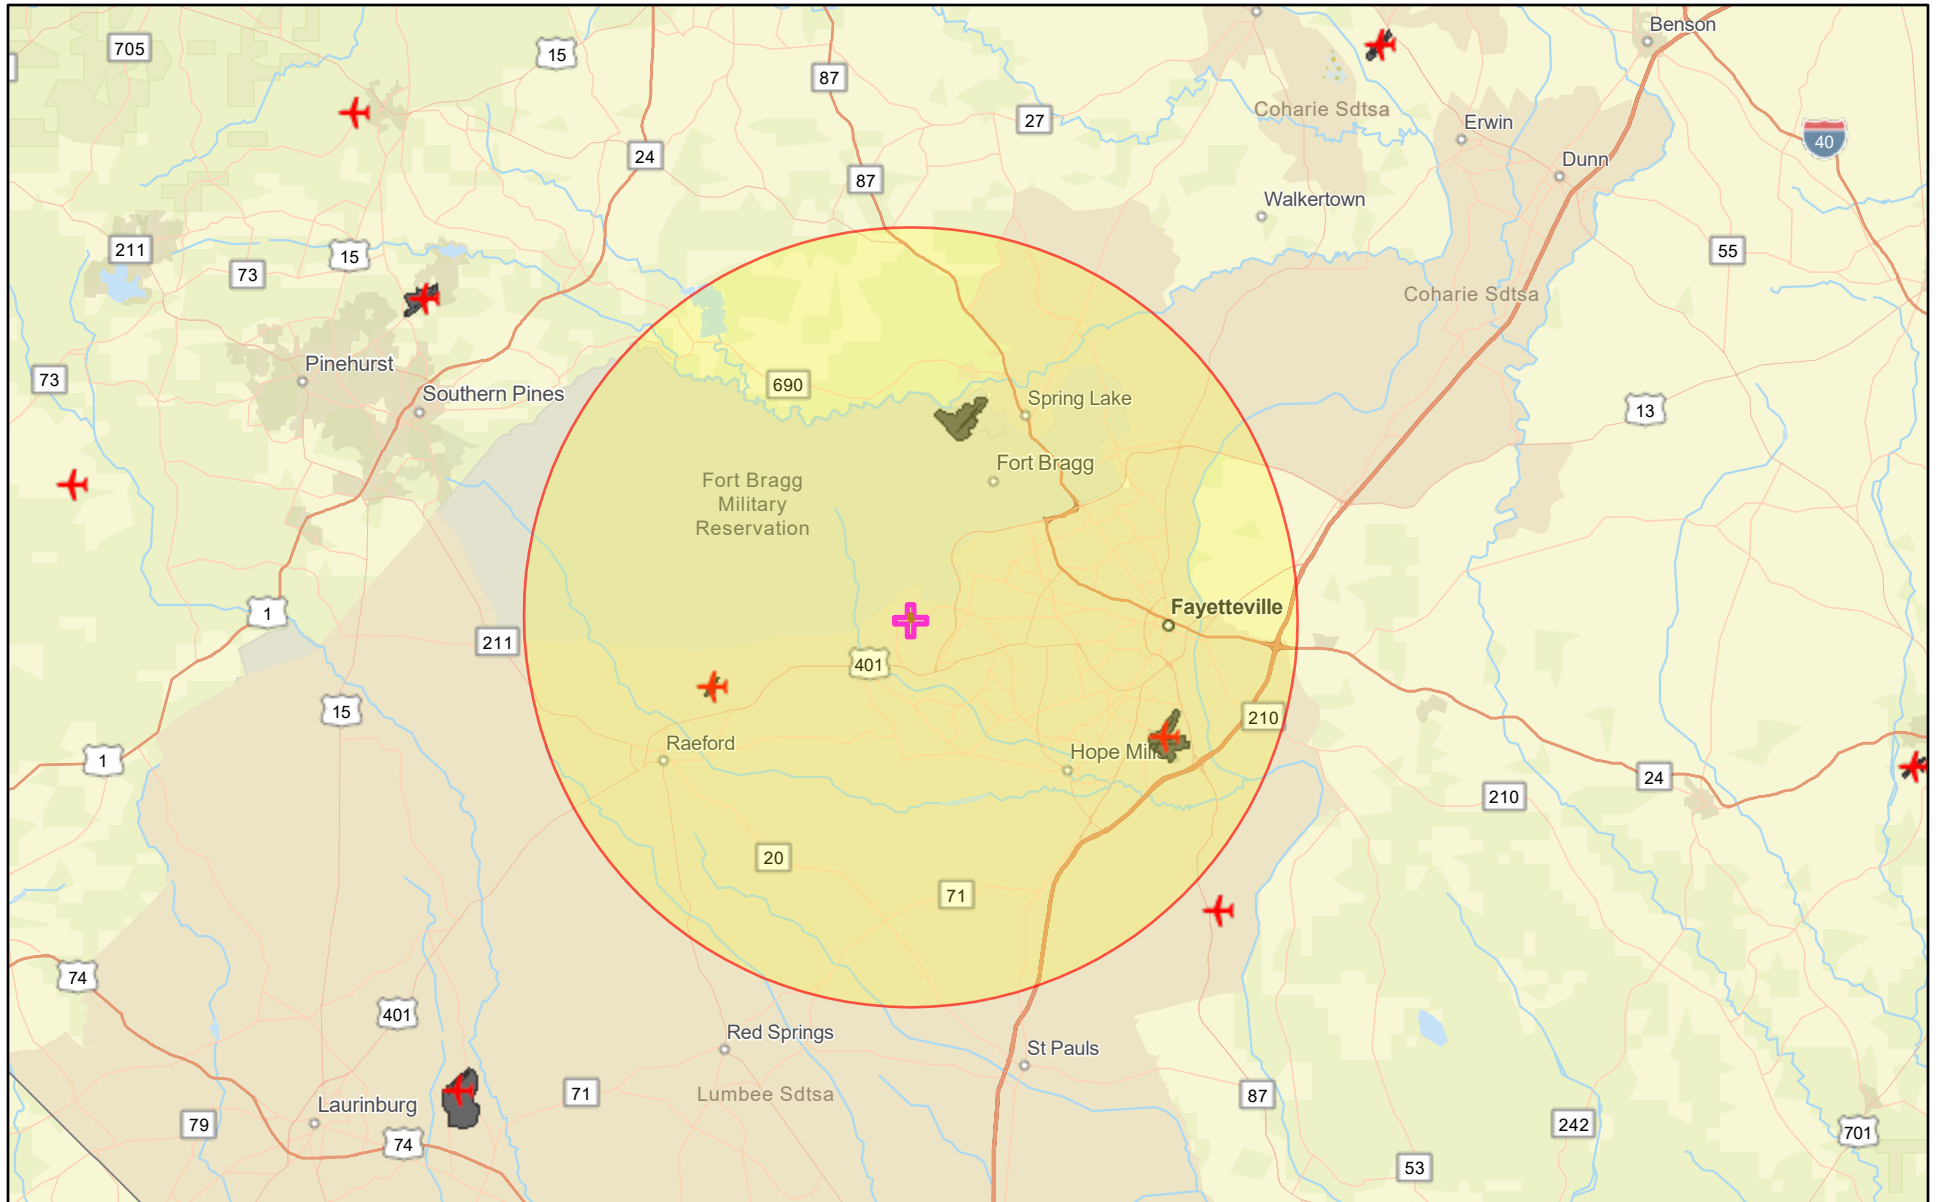 Benson
705
15
87
Coharie Sdtsa
27
Erwin
40
24
Dunn
87
Walkertown
211
15
55
73
Coharie Sdtsa
Pinehurst
73
690
Southern Pines
Spring Lake
13
Fort Bragg
Fort Bragg
Military
Reservation
1
Fayetteville
211
401
15
210
Raeford
Hope Mills
1
24
210
20
71
74
401
Red Springs
St Pauls
71
Lumbee Sdtsa
87
Laurinburg
79
242
701
74
53